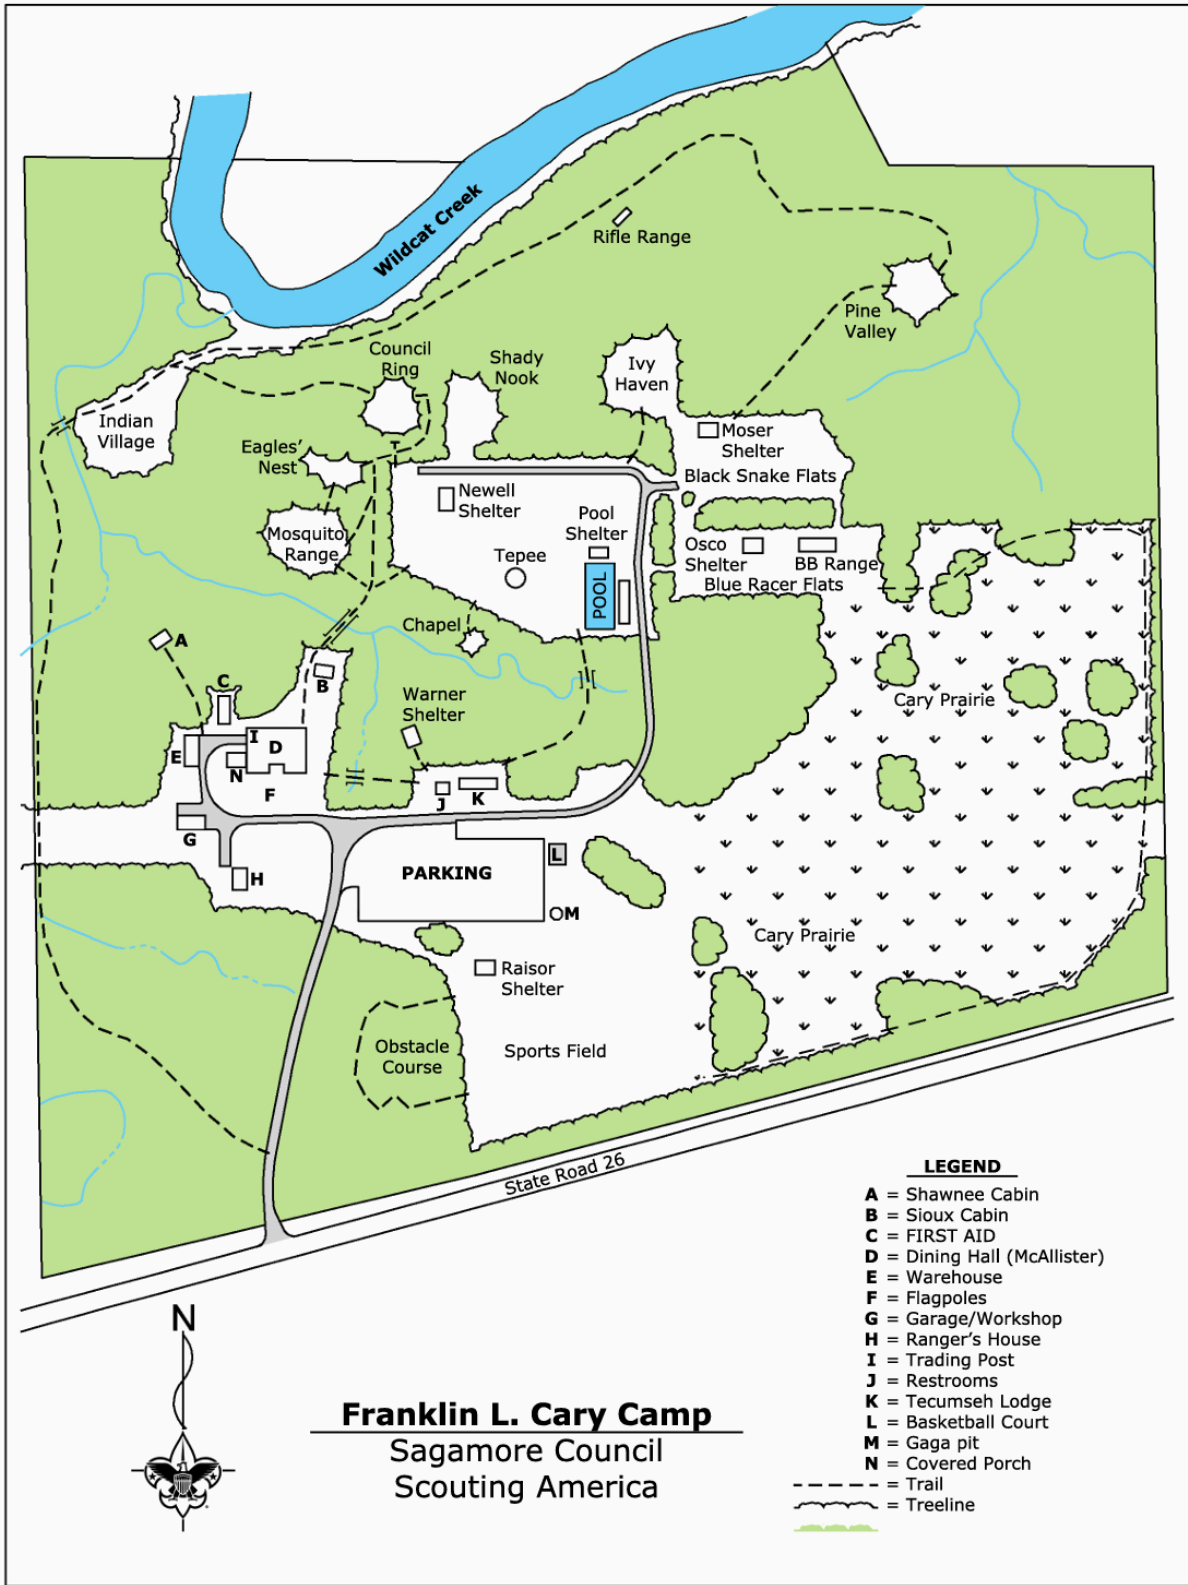 Wildcat Creek
Rifle Range
Pine
Valley
Council
Ring
Shady
Nook
Ivy
Haven
Indian
Village
Moser
Shelter
Eagles'
Nest
Black Snake Flats
Newell
Shelter
Pool
Shelter
Mosquito
Range
Osco
Shelter
BB Range
Tepee
POOL
Blue Racer Flats
Chapel
A
B
C
Warner
Shelter
Cary Prairie
I
D
E
N
F
J
K
G
L
PARKING
H
M
Cary Prairie
Raisor
Shelter
Obstacle
Course
Sports Field
State Road 26
LEGEND
A = Shawnee Cabin
B = Sioux Cabin
C = FIRST AID
D = Dining Hall (McAllister)
E = Warehouse
F = Flagpoles
G = Garage/Workshop
H = Ranger's House
I = Trading Post
J = Restrooms
K = Tecumseh Lodge
L = Basketball Court
M = Gaga pit
N = Covered Porch
= Trail
= Treeline
N
Franklin L. Cary Camp
Sagamore Council
Scouting America